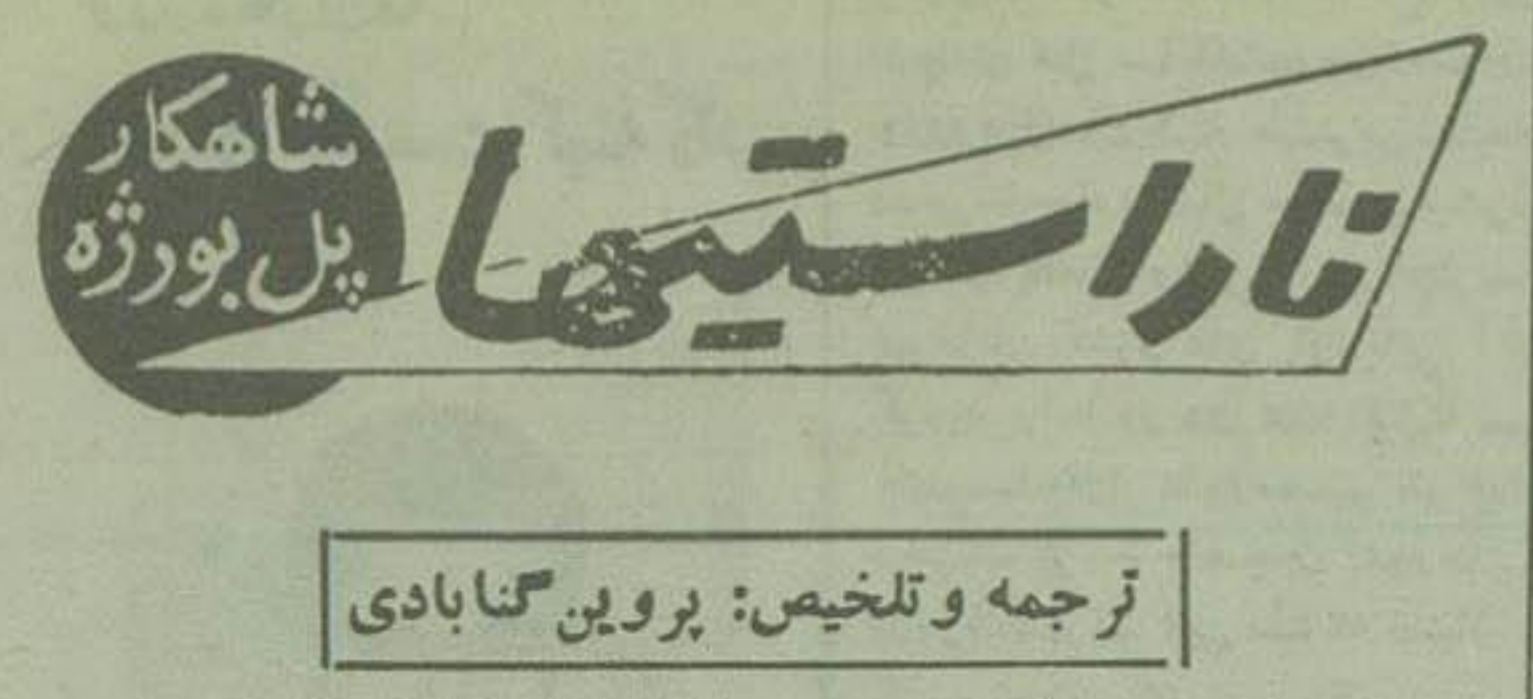 ناراستیها
شاهکار
پل بورژه
ترجمه و تلخیص: پروین گنابادی